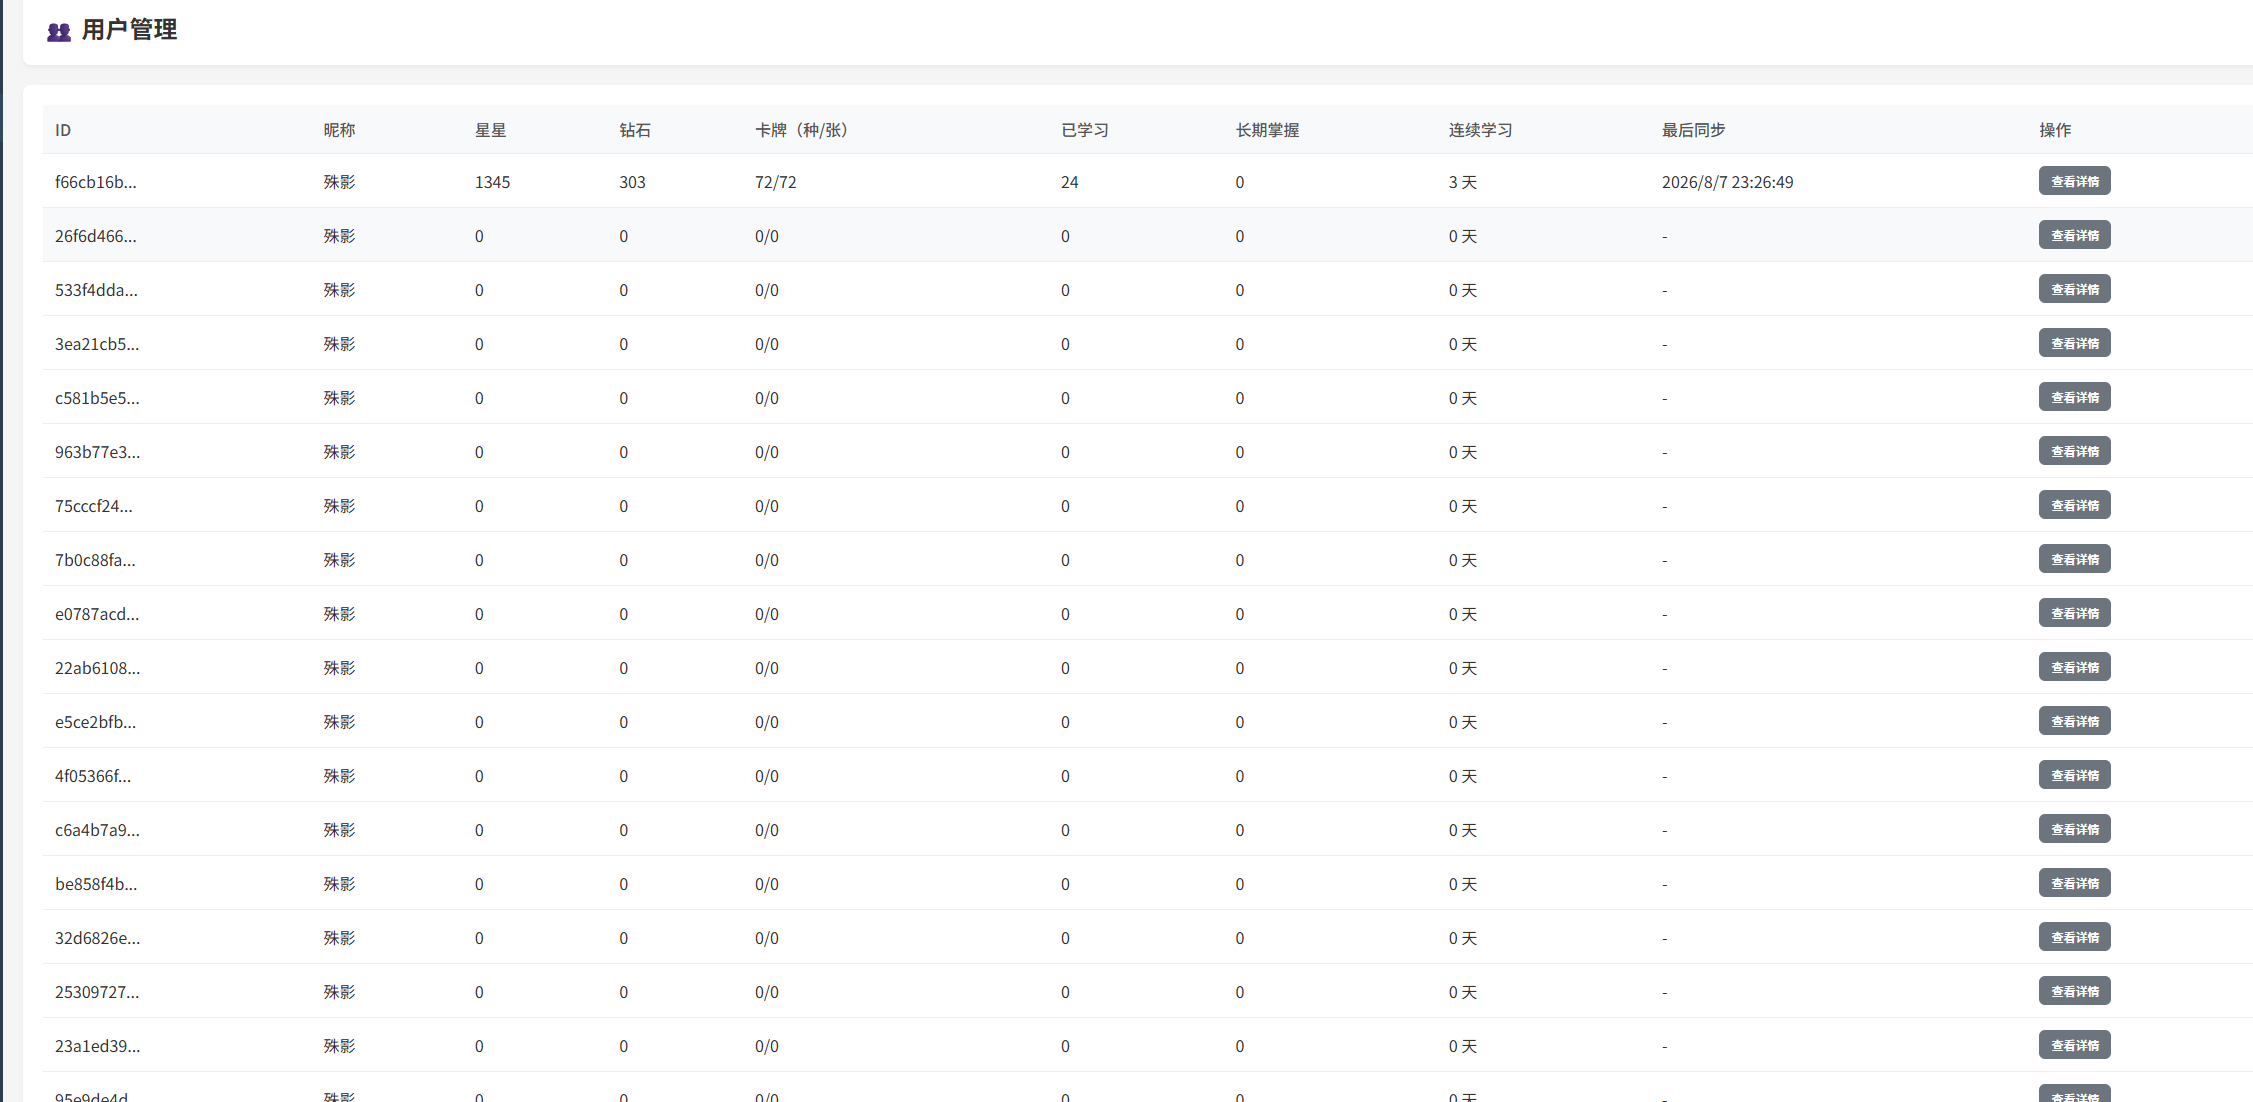 用户管理
ID 昵称 星星 钻石 卡牌（种/张） 已学习 长期掌握 连续学习 最后同步 操作
f66cb16b... 殊影 1345 303 72/72 24 0 3 天 2026/8/7 23:26:49 查看详情
26f6d466... 殊影 0 0 0/0 0 0 0 天 - 查看详情
533f4dda... 殊影 0 0 0/0 0 0 0 天 - 查看详情
3ea21cb5... 殊影 0 0 0/0 0 0 0 天 - 查看详情
c581b5e5... 殊影 0 0 0/0 0 0 0 天 - 查看详情
963b77e3... 殊影 0 0 0/0 0 0 0 天 - 查看详情
75cccf24... 殊影 0 0 0/0 0 0 0 天 - 查看详情
7b0c88fa... 殊影 0 0 0/0 0 0 0 天 - 查看详情
e0787acd... 殊影 0 0 0/0 0 0 0 天 - 查看详情
22ab6108... 殊影 0 0 0/0 0 0 0 天 - 查看详情
e5ce2bfb... 殊影 0 0 0/0 0 0 0 天 - 查看详情
4f05366f... 殊影 0 0 0/0 0 0 0 天 - 查看详情
c6a4b7a9... 殊影 0 0 0/0 0 0 0 天 - 查看详情
be858f4b... 殊影 0 0 0/0 0 0 0 天 - 查看详情
32d6826e... 殊影 0 0 0/0 0 0 0 天 - 查看详情
25309727... 殊影 0 0 0/0 0 0 0 天 - 查看详情
23a1ed39... 殊影 0 0 0/0 0 0 0 天 - 查看详情
95e9de4d 殊影 0 0 0/0 0 0 0 天 - 查看详情